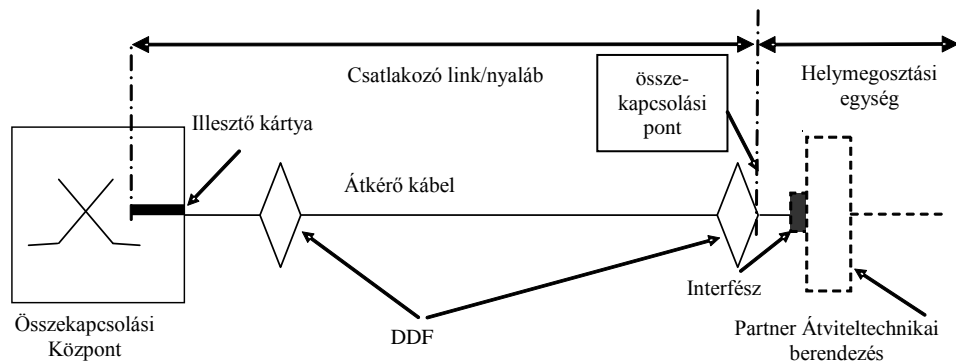 Csatlakozó link/nyaláb
Helymegosztási
egység
össze-
kapcsolási
pont
Illesztő kártya
Átkérő kábel
Interfész
Összekapcsolási
Központ
DDF
Partner Átviteltechnikai
berendezés